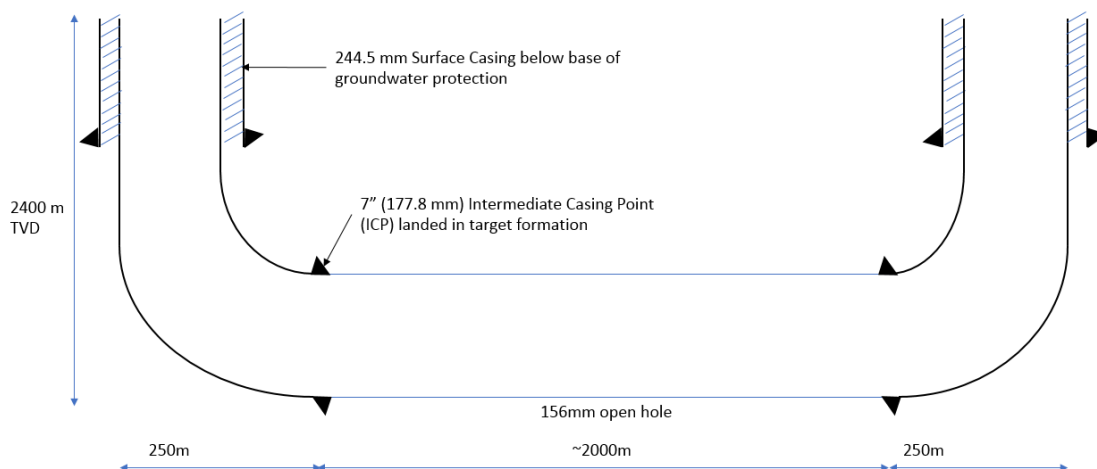 244.5 mm Surface Casing below base of
groundwater protection
2400 m
TVD
7” (177.8 mm) Intermediate Casing Point
(ICP) landed in target formation
156mm open hole
250m
~2000m
250m